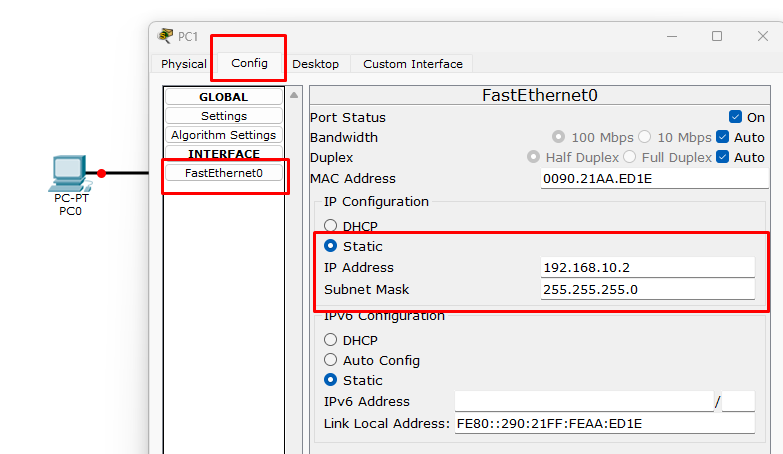 PC1
Physical Config Desktop Custom Interface
GLOBAL
Settings
Algorithm Settings
INTERFACE
FastEthernet0
PC-PT
PC0
FastEthernet0
Port Status On
Bandwidth 100 Mbps 10 Mbps Auto
Duplex Half Duplex Full Duplex Auto
MAC Address 0090.21AA.ED1E
IP Configuration
DHCP
Static
IP Address 192.168.10.2
Subnet Mask 255.255.255.0
IPv6 Configuration
DHCP
Auto Config
Static
IPv6 Address /
Link Local Address: FE80::290:21FF:FEAA:ED1E